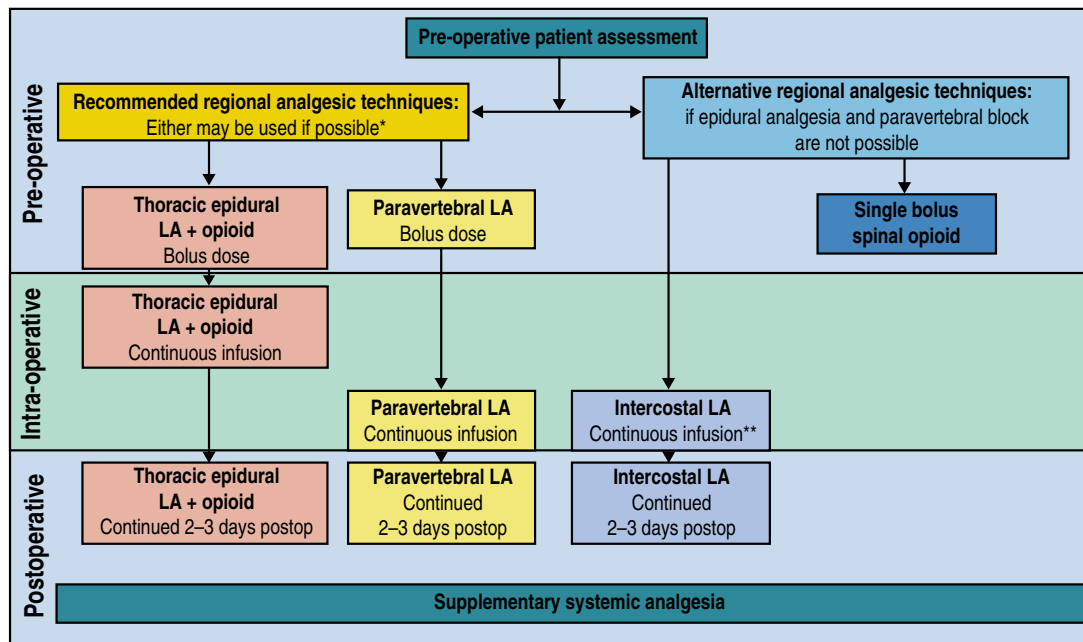 Pre-operative
Pre-operative patient assessment
Recommended regional analgesic techniques:
Either may be used if possible*
Alternative regional analgesic techniques:
if epidural analgesia and paravertebral block
are not possible
Thoracic epidural
LA + opioid
Bolus dose
Paravertebral LA
Bolus dose
Single bolus
spinal opioid
Intra-operative
Thoracic epidural
LA + opioid
Continuous infusion
Paravertebral LA
Continuous infusion
Intercostal LA
Continuous infusion**
Postoperative
Thoracic epidural
LA + opioid
Continued 2–3 days postop
Paravertebral LA
Continued
2–3 days postop
Intercostal LA
Continued
2–3 days postop
Supplementary systemic analgesia